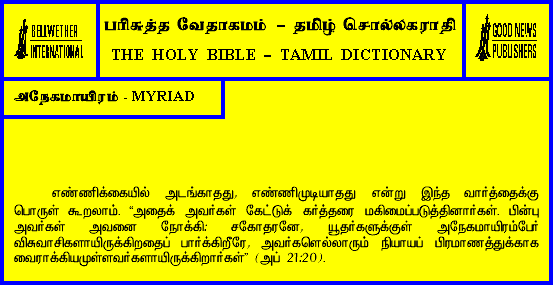 BELLWETHER
INTERNATIONAL
பரிசுத்த வேதாகமம் – தமிழ் சொல்லகராதி
THE HOLY BIBLE – TAMIL DICTIONARY
GOOD NEWS
PUBLISHERS
அநேகமாயிரம் - MYRIAD
எண்ணிக்கையில் அடங்காதது, எண்ணிமுடியாதது என்று இந்த வார்த்தைக்கு
பொருள் கூறலாம். “அதைக் அவர்கள் கேட்டுக் கர்த்தரை மகிமைப்படுத்தினார்கள். பின்பு
அவர்கள் அவனை நோக்கி: சகோதரனே, யூதர்களுக்குள் அநேகமாயிரம்பேர்
விசுவாசிகளாயிருக்கிறதைப் பார்க்கிறீரே, அவர்களெல்லாரும் நியாயப் பிரமாணத்துக்காக
வைராக்கியமுள்ளவர்களாயிருக்கிறார்கள்” (அப் 21:20).